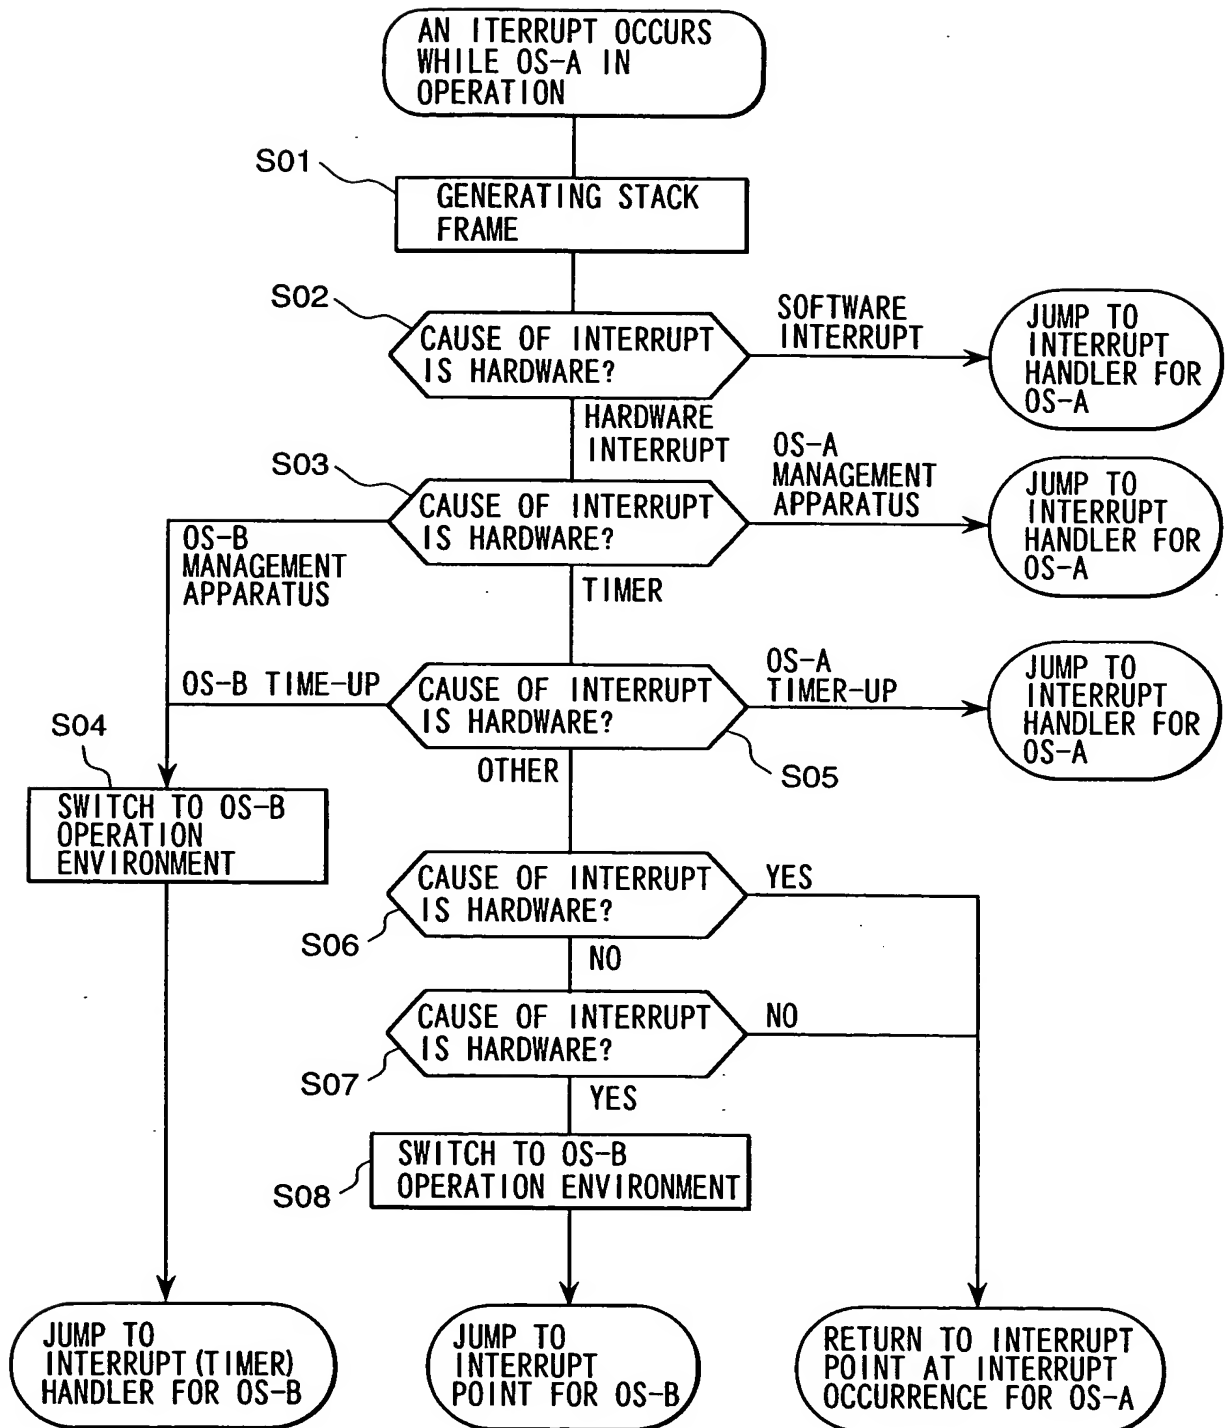 AN ITERRUPT OCCURS
WHILE OS-A IN
OPERATION
S01
GENERATING STACK
FRAME
S02
CAUSE OF INTERRUPT
IS HARDWARE?
SOFTWARE
INTERRUPT
JUMP TO
INTERRUPT
HANDLER FOR
OS-A
HARDWARE
INTERRUPT
S03
CAUSE OF INTERRUPT
IS HARDWARE?
OS-A
MANAGEMENT
APPARATUS
JUMP TO
INTERRUPT
HANDLER FOR
OS-A
OS-B
MANAGEMENT
APPARATUS
TIMER
OS-B TIME-UP
CAUSE OF INTERRUPT
IS HARDWARE?
OS-A
TIMER-UP
JUMP TO
INTERRUPT
HANDLER FOR
OS-A
S04
S05
OTHER
SWITCH TO OS-B
OPERATION
ENVIRONMENT
CAUSE OF INTERRUPT
IS HARDWARE?
YES
S06
NO
CAUSE OF INTERRUPT
IS HARDWARE?
NO
S07
YES
SWITCH TO OS-B
OPERATION ENVIRONMENT
S08
JUMP TO
INTERRUPT(TIMER)
HANDLER FOR OS-B
JUMP TO
INTERRUPT
POINT FOR OS-B
RETURN TO INTERRUPT
POINT AT INTERRUPT
OCCURRENCE FOR OS-A